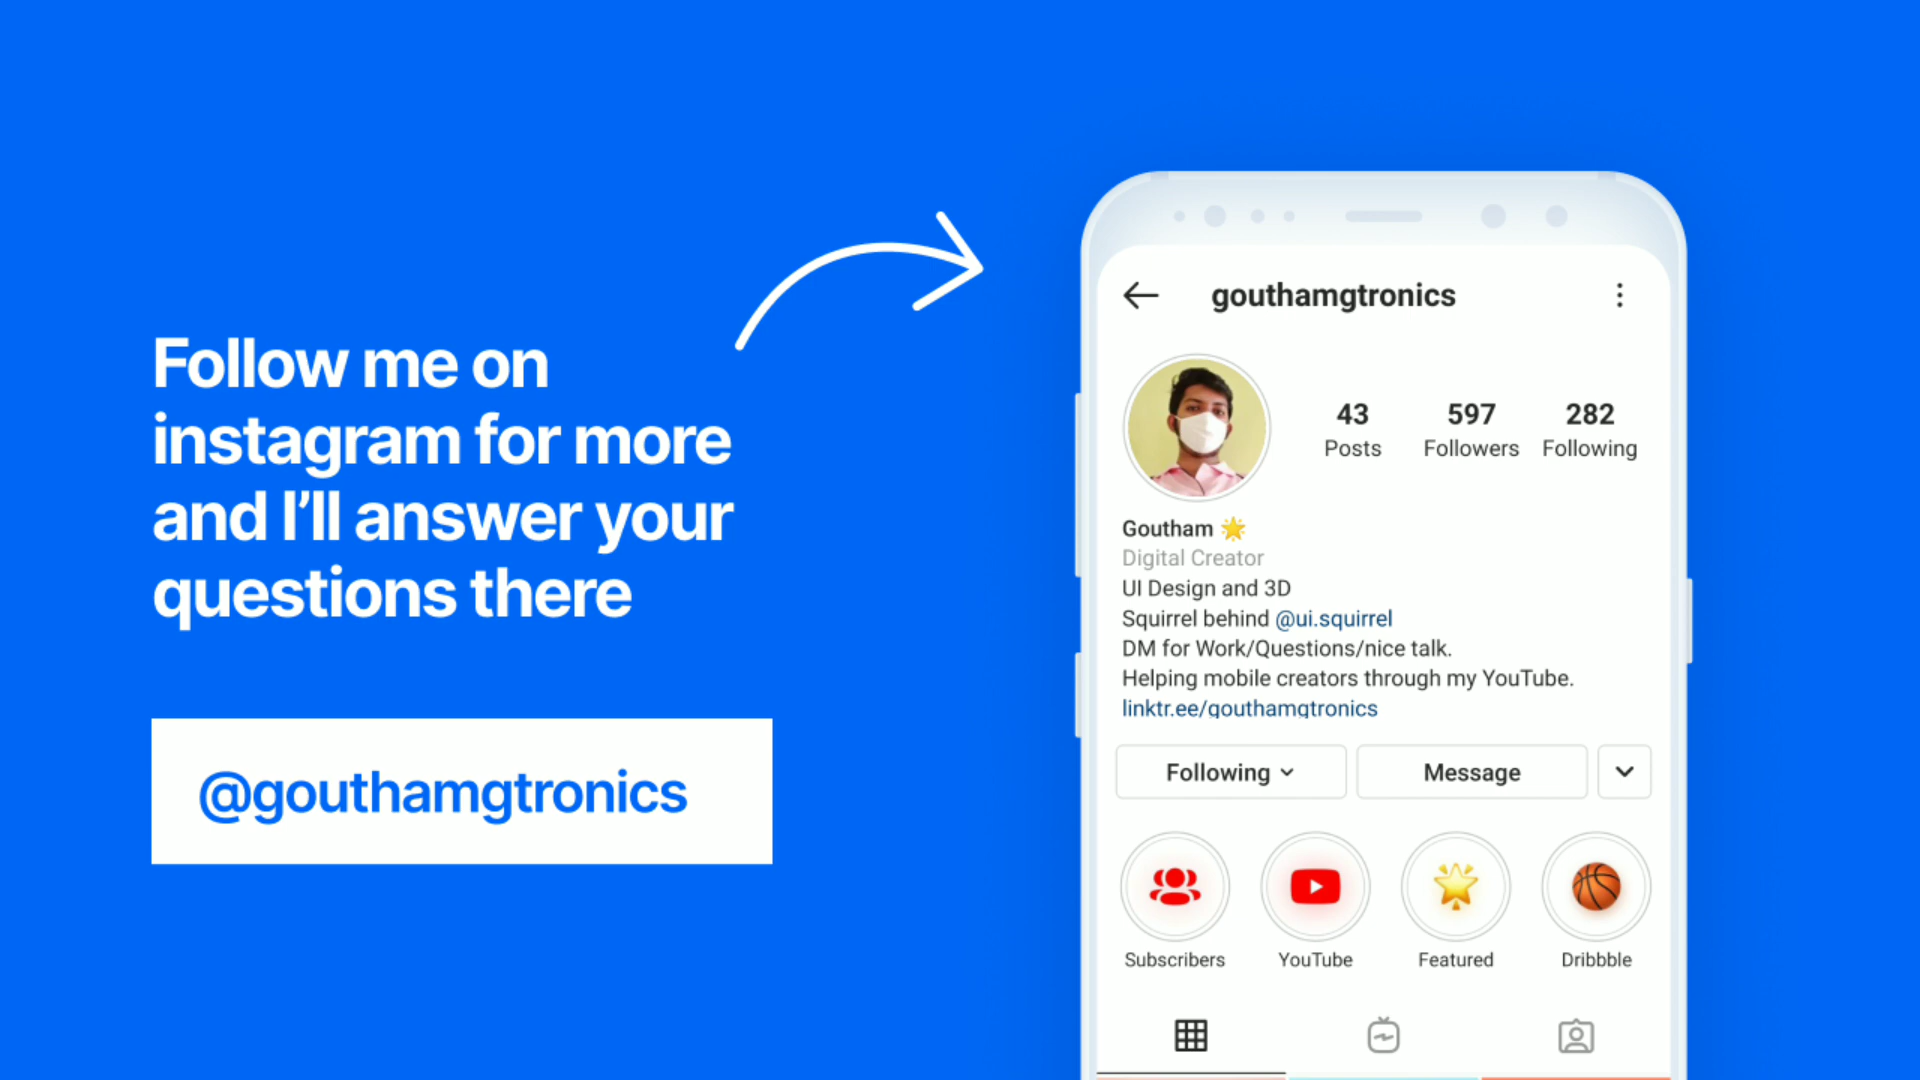 Follow me on
instagram for more
and I’ll answer your
questions there
@gouthamgtronics
gouthamgtronics
43 597 282
Posts Followers Following
Goutham
Digital Creator
UI Design and 3D
Squirrel behind @ui.squirrel
DM for Work/Questions/nice talk.
Helping mobile creators through my YouTube.
linktr.ee/gouthamgtronics
Following Message
Subscribers YouTube Featured Dribbble